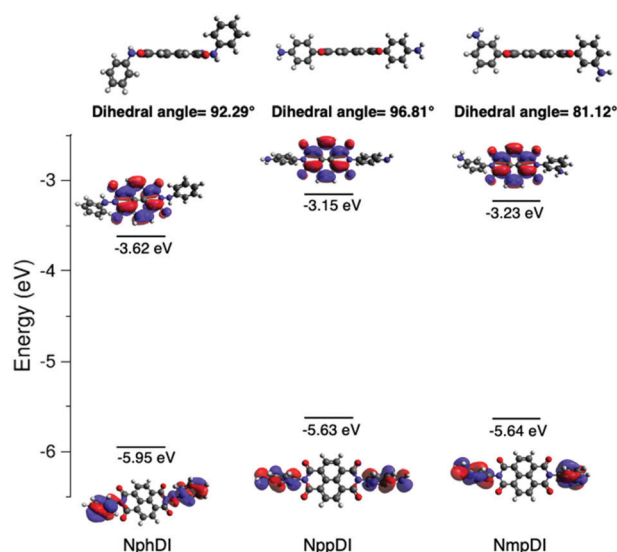 Dihedral angle= 92.29° Dihedral angle= 96.81° Dihedral angle= 81.12°
Energy (eV)
-3
-4
-5
-6
-3.62 eV
-3.15 eV
-3.23 eV
-5.95 eV
-5.63 eV
-5.64 eV
NphDI NppDI NmpDI